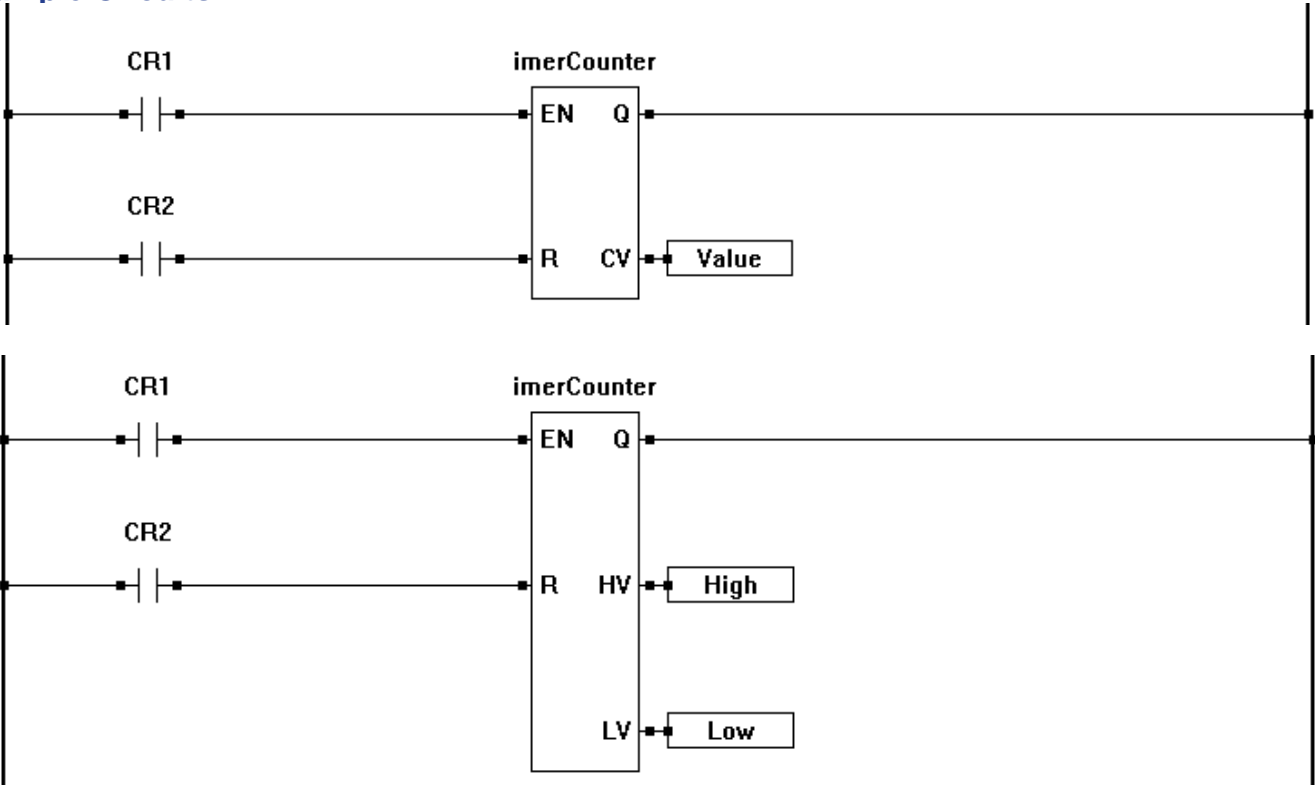 CR1
imerCounter
EN Q
CR2
R CV Value
CR1
imerCounter
EN Q
CR2
R HV High
LV Low